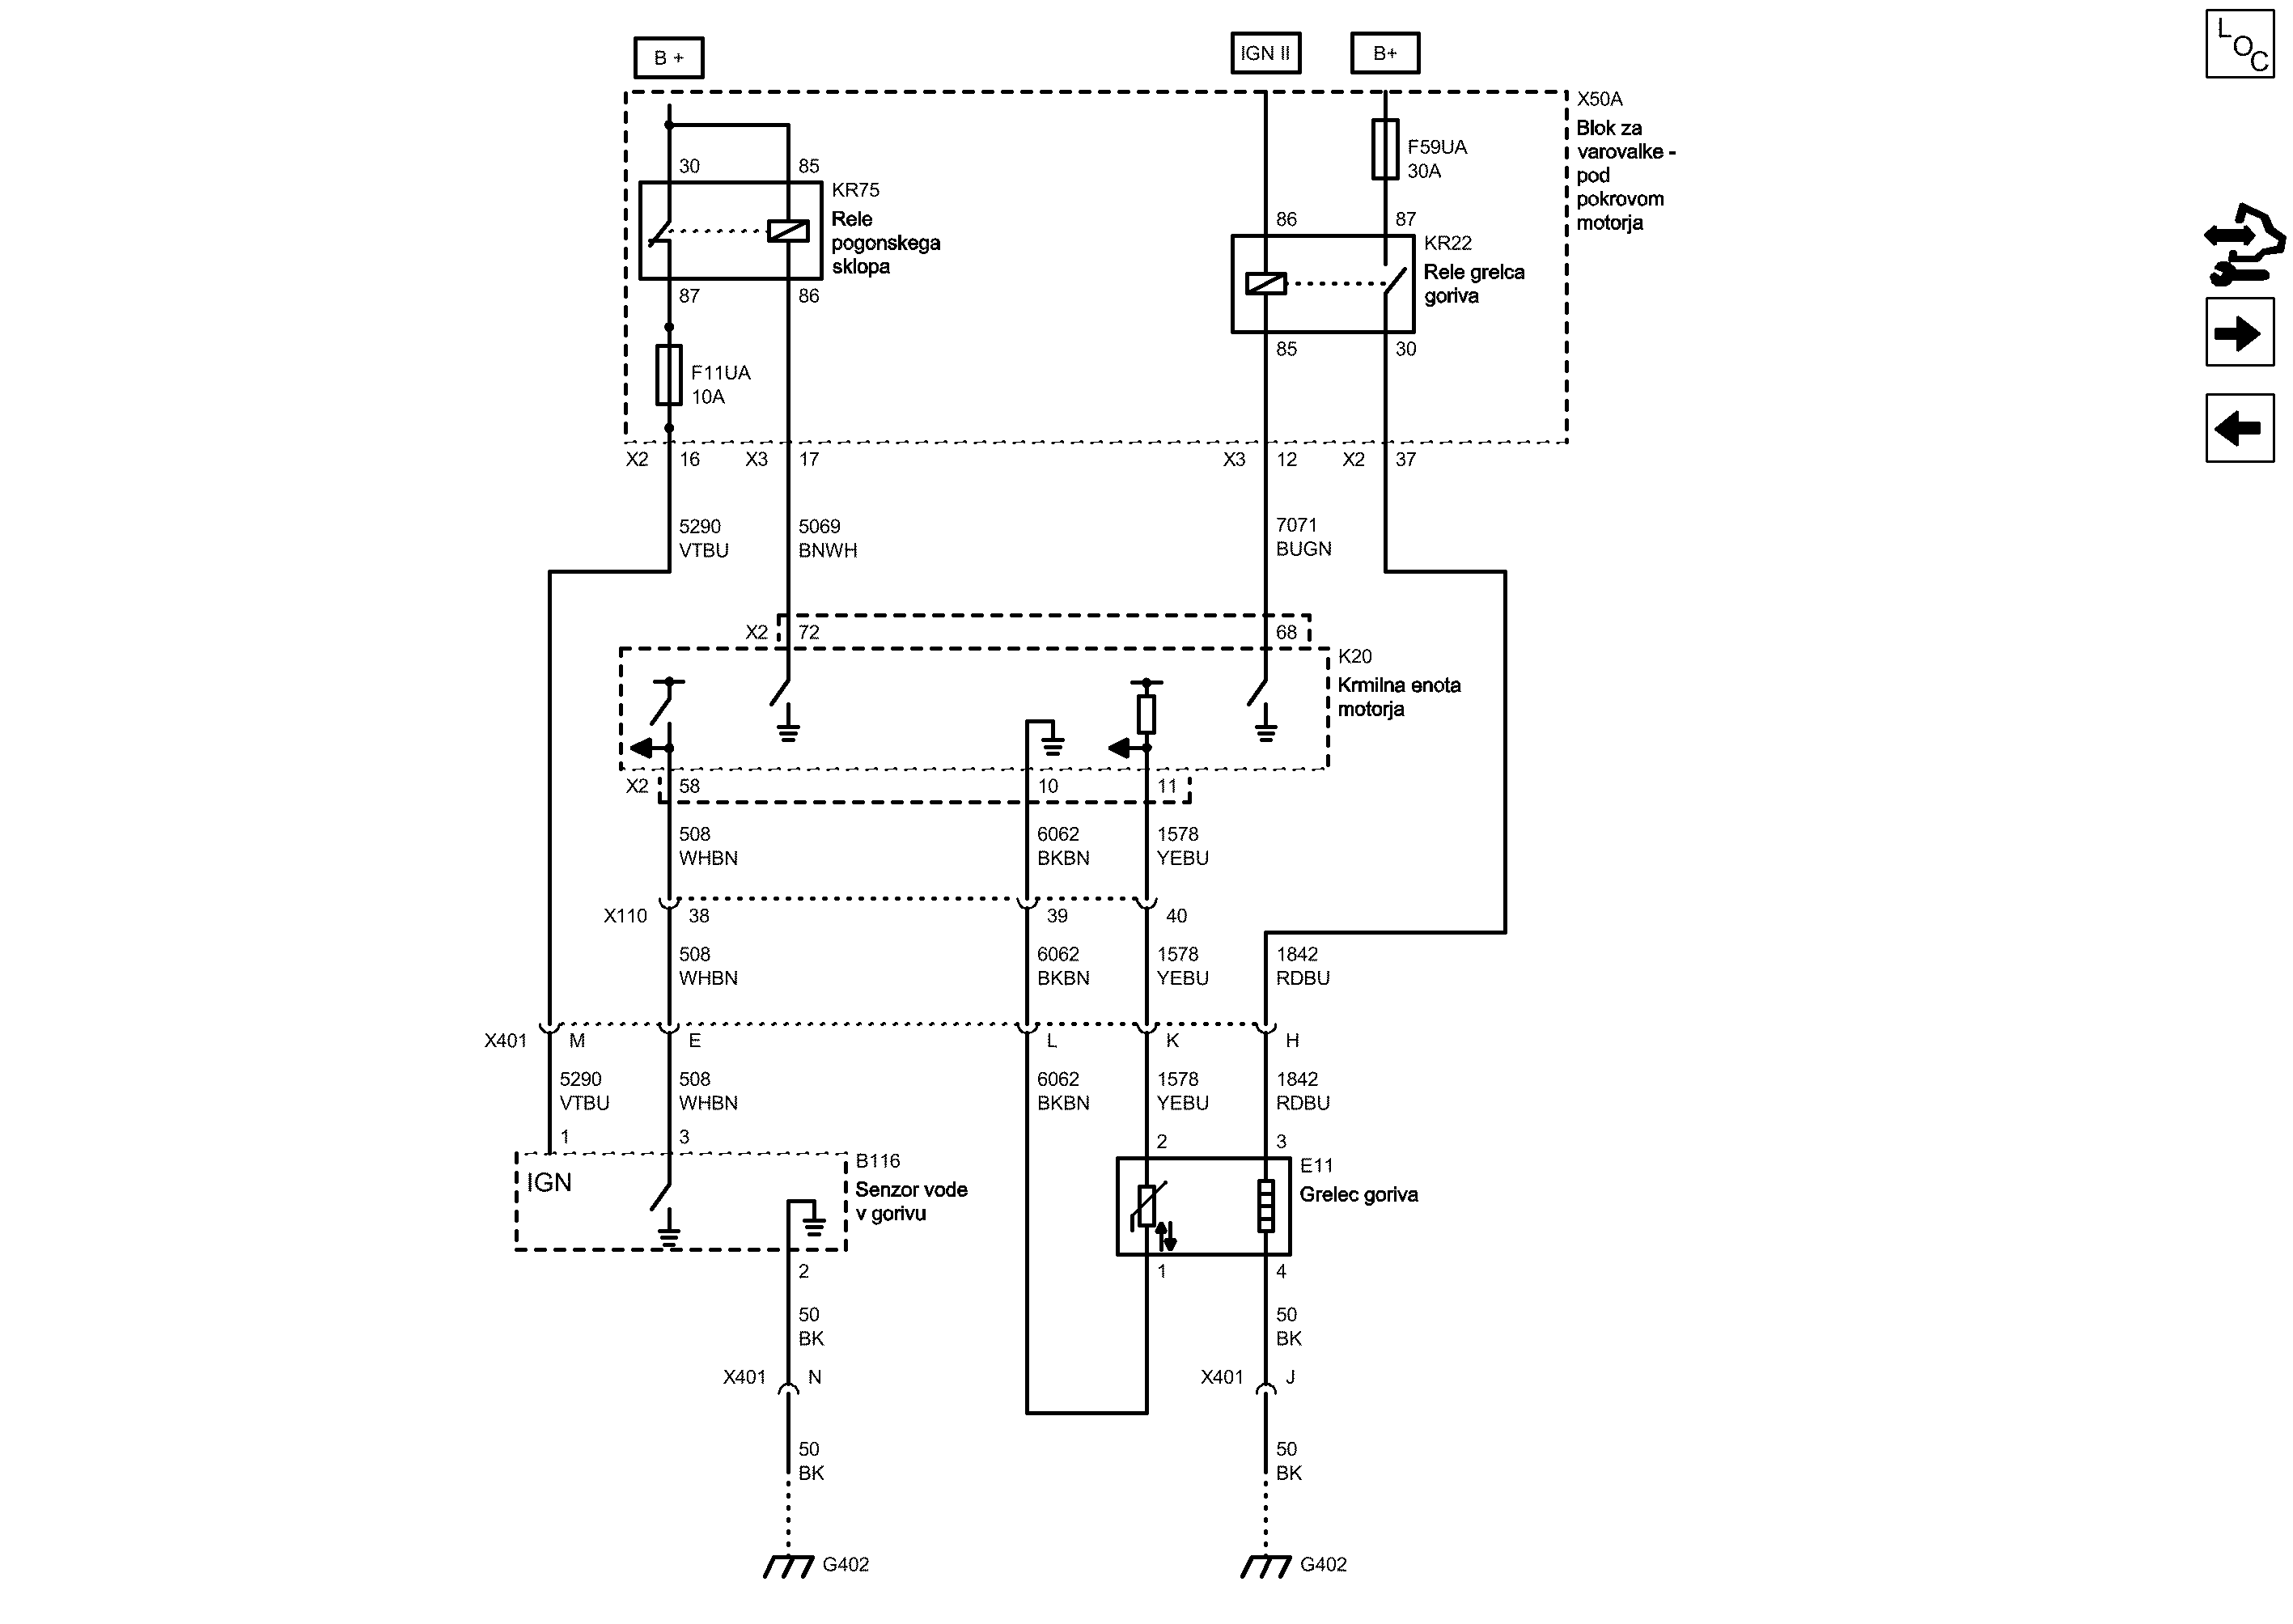 B +
IGN II
B+
LOC
X50A
Blok za
varovalke -
pod
pokrovom
motorja
F59UA
30A
30
85
KR75
Rele
pogonskega
sklopa
86
87
KR22
Rele grelca
goriva
87
86
85
30
F11UA
10A
X2
16
X3
17
X3
12
X2
37
5290
VTBU
5069
BNWH
7071
BUGN
X2
72
68
K20
Krmilna enota
motorja
X2
58
10
11
508
WHBN
6062
BKBN
1578
YEBU
X110
38
39
40
508
WHBN
6062
BKBN
1578
YEBU
1842
RDBU
X401
M
E
L
K
H
5290
VTBU
508
WHBN
6062
BKBN
1578
YEBU
1842
RDBU
1
3
2
3
IGN
B116
Senzor vode
v gorivu
E11
Grelec goriva
2
1
4
50
BK
50
BK
X401
N
X401
J
50
BK
50
BK
G402
G402